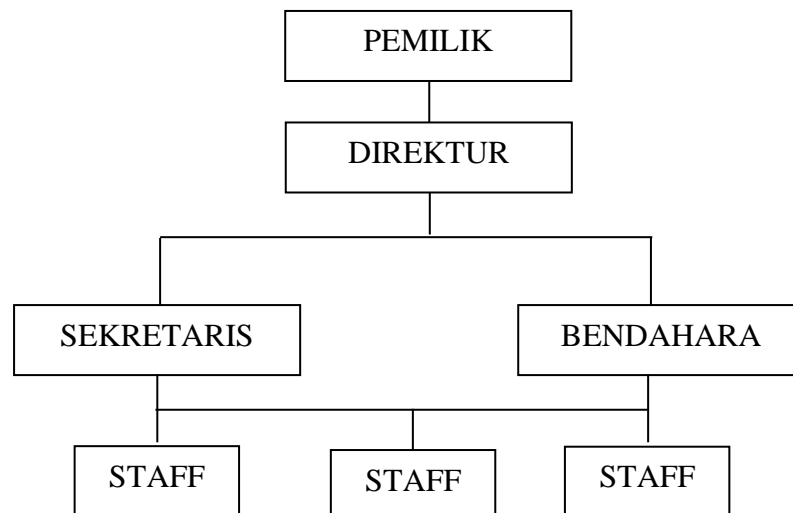 PEMILIK
DIREKTUR
SEKRETARIS
BENDAHARA
STAFF
STAFF
STAFF